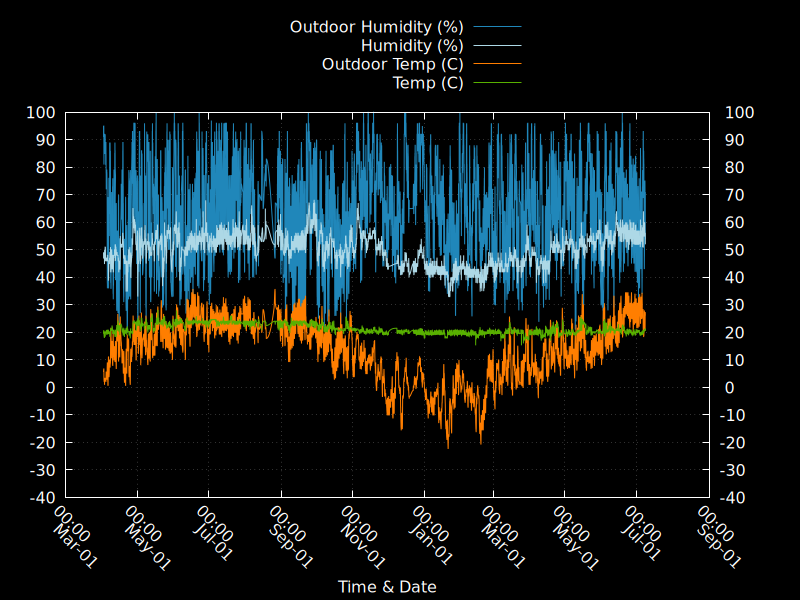 Outdoor Humidity (%)
Humidity (%)
Outdoor Temp (C)
Temp (C)
100 100
90 90
80 80
70 70
60 60
50 50
40 40
30 30
20 20
10 10
0 0
-10 -10
-20 -20
-30 -30
-40 -40
00:00
Mar-01
00:00
May-01
00:00
Jul-01
00:00
Sep-01
00:00
Nov-01
00:00
Jan-01
00:00
Mar-01
00:00
May-01
00:00
Jul-01
00:00
Sep-01
Time & Date